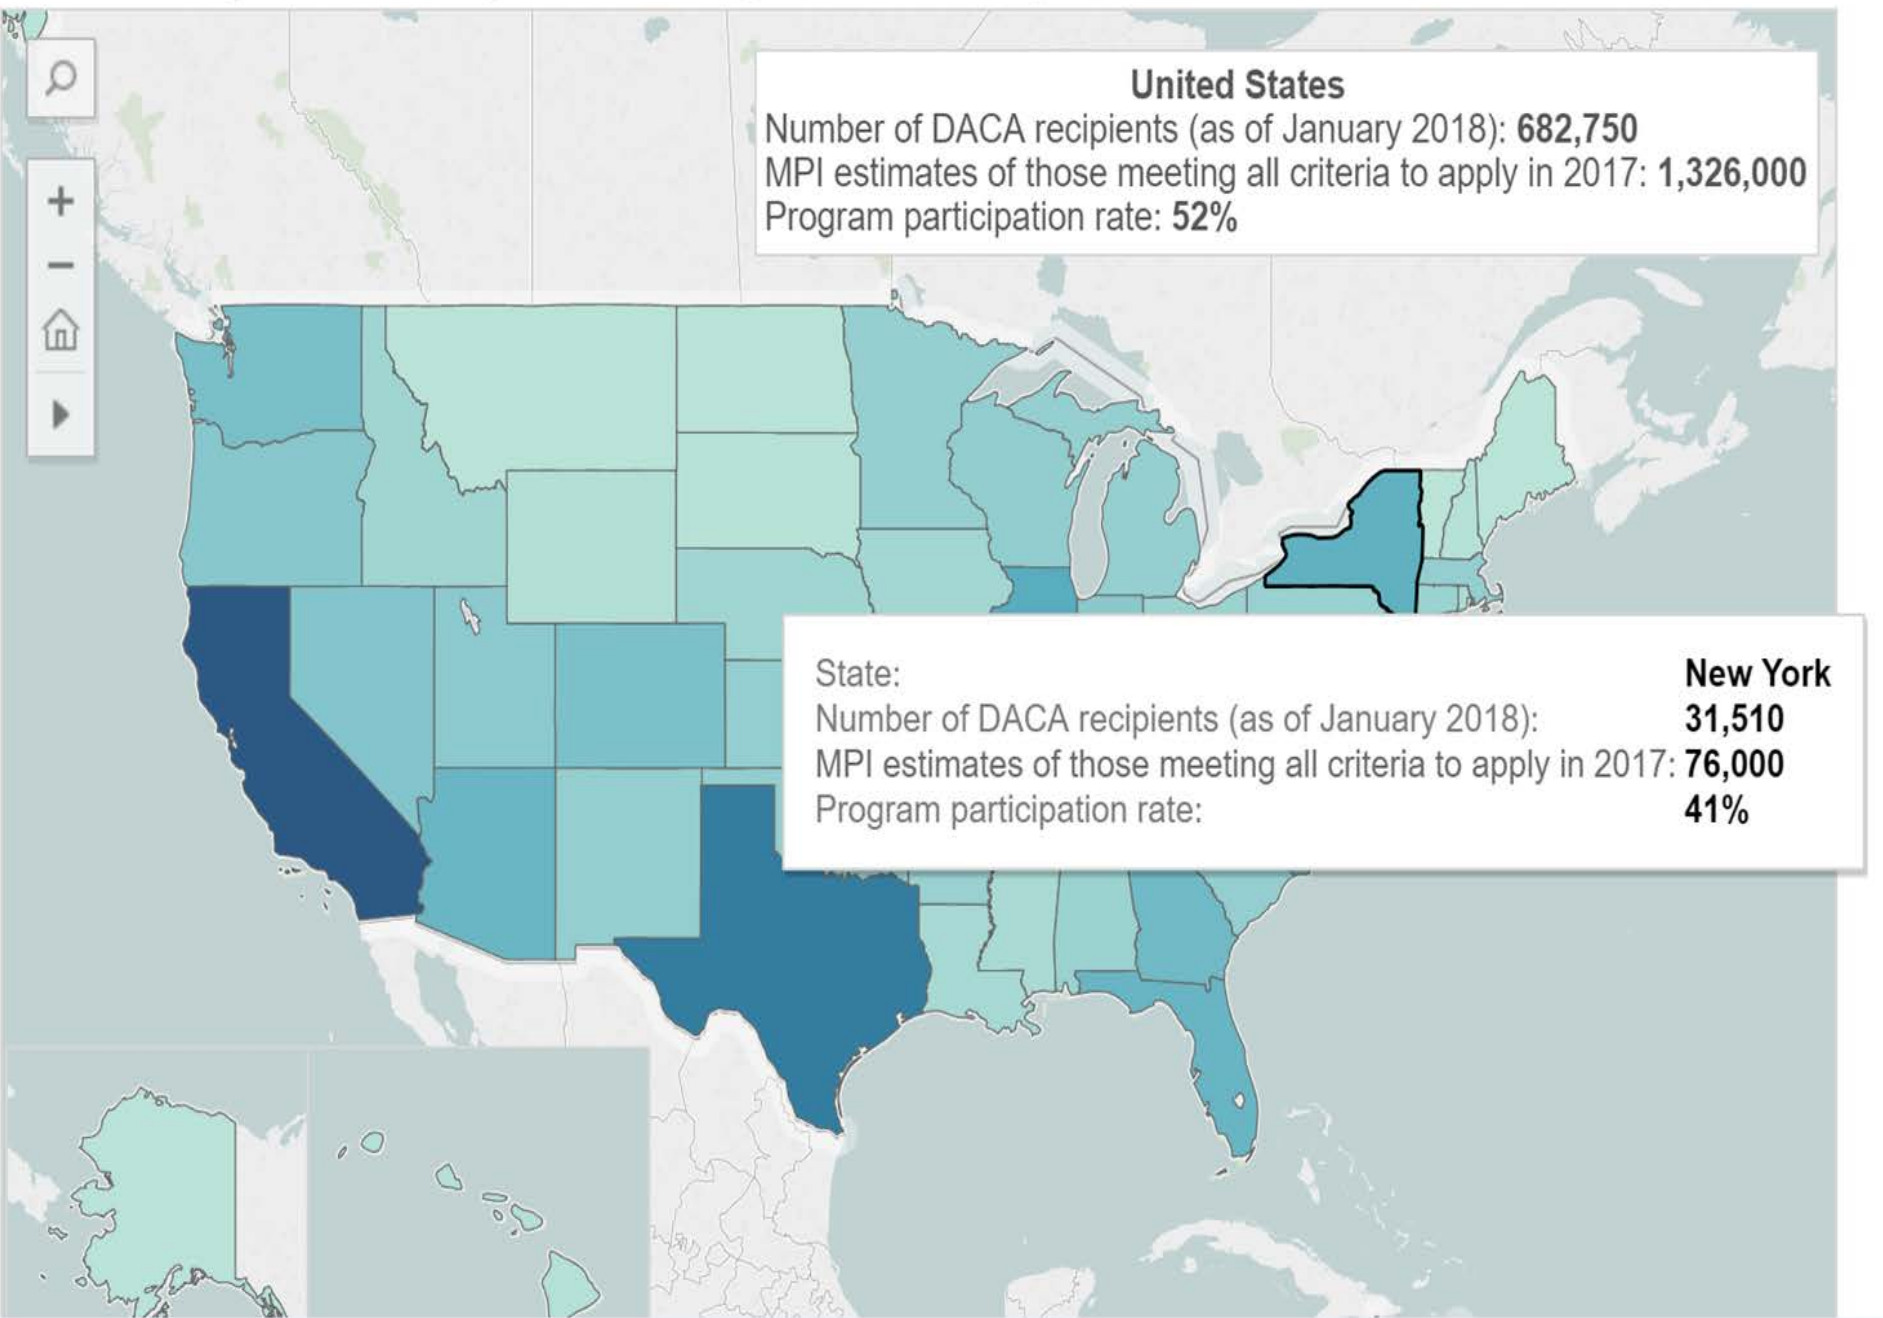 United States
Number of DACA recipients (as of January 2018): 682,750
MPI estimates of those meeting all criteria to apply in 2017: 1,326,000
Program participation rate: 52%
State: New York
Number of DACA recipients (as of January 2018): 31,510
MPI estimates of those meeting all criteria to apply in 2017: 76,000
Program participation rate: 41%